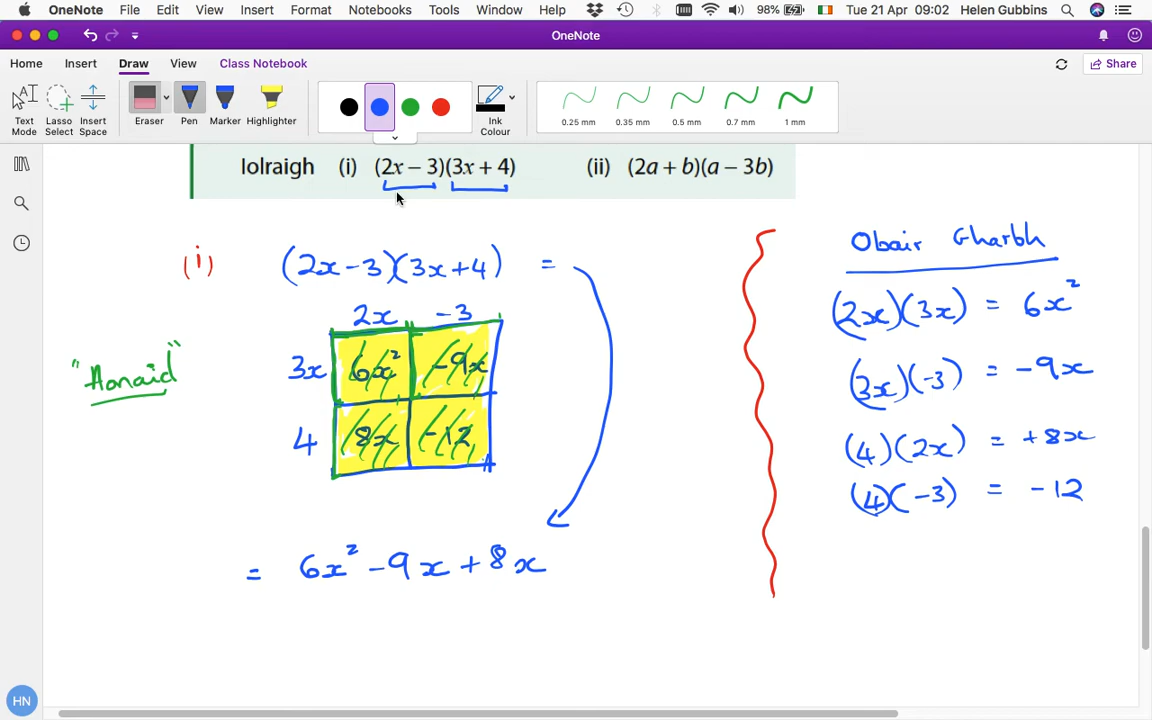 OneNote File Edit View Insert Format Notebooks Tools Window Help 98% Tue 21 Apr 09:02 Helen Gubbins
OneNote
Home Insert Draw View Class Notebook Share
Text Mode Lasso Select Insert Space Eraser Pen Marker Highlighter Ink Colour 0.25 mm 0.35 mm 0.5 mm 0.7 mm 1 mm
Iolraigh (i) (2x − 3)(3x + 4) (ii) (2a + b)(a − 3b)
(i) (2x-3)(3x+4) =
2x -3
3x 6x² -9x
"Aonaid"
4 8x -12
= 6x² - 9x + 8x
Obair Gharbh
(2x)(3x) = 6x²
(3x)(-3) = -9x
(4)(2x) = +8x
(4)(-3) = -12
HN